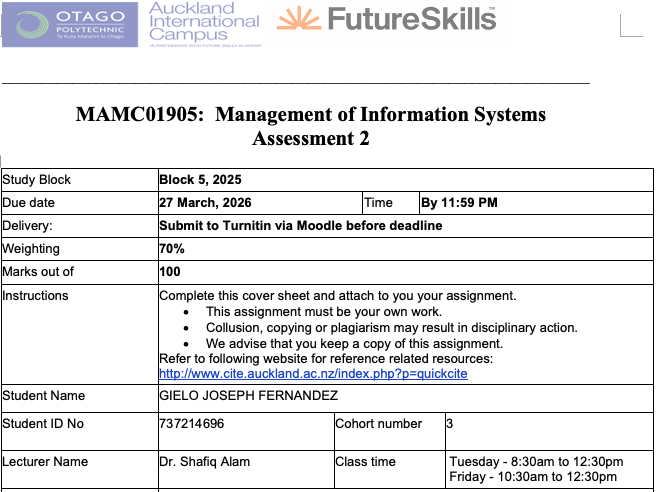 OTAGO
POLYTECHNIC
Te Kura Matatini ki Otago
Auckland
International
Campus
IN PARTNERSHIP WITH FUTURE SKILLS ACADEMY
FutureSkills™
MAMC01905: Management of Information Systems
Assessment 2
Study Block Block 5, 2025
Due date 27 March, 2026 Time By 11:59 PM
Delivery: Submit to Turnitin via Moodle before deadline
Weighting 70%
Marks out of 100
Instructions Complete this cover sheet and attach to you your assignment.
• This assignment must be your own work.
• Collusion, copying or plagiarism may result in disciplinary action.
• We advise that you keep a copy of this assignment.
Refer to following website for reference related resources:
http://www.cite.auckland.ac.nz/index.php?p=quickcite
Student Name GIELO JOSEPH FERNANDEZ
Student ID No 737214696 Cohort number 3
Lecturer Name Dr. Shafiq Alam Class time Tuesday - 8:30am to 12:30pm
Friday - 10:30am to 12:30pm